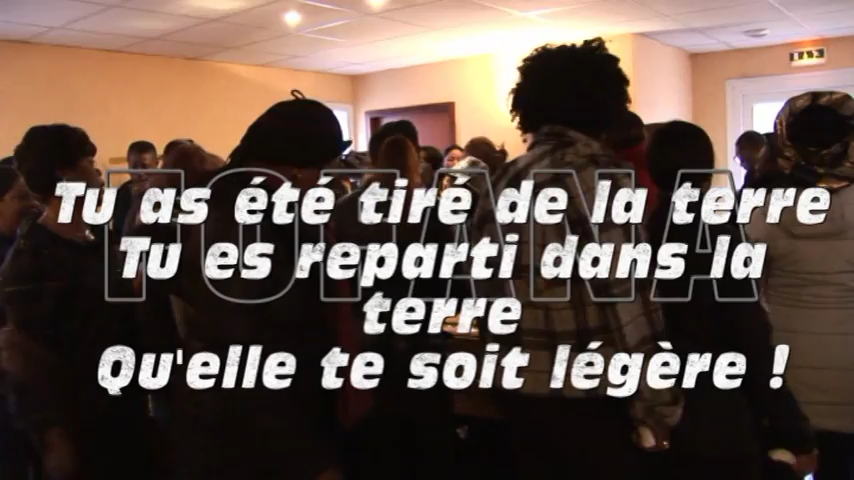 Tu as été tiré de la terre
Tu es reparti dans la
terre
Qu'elle te soit légère !
TOTANA